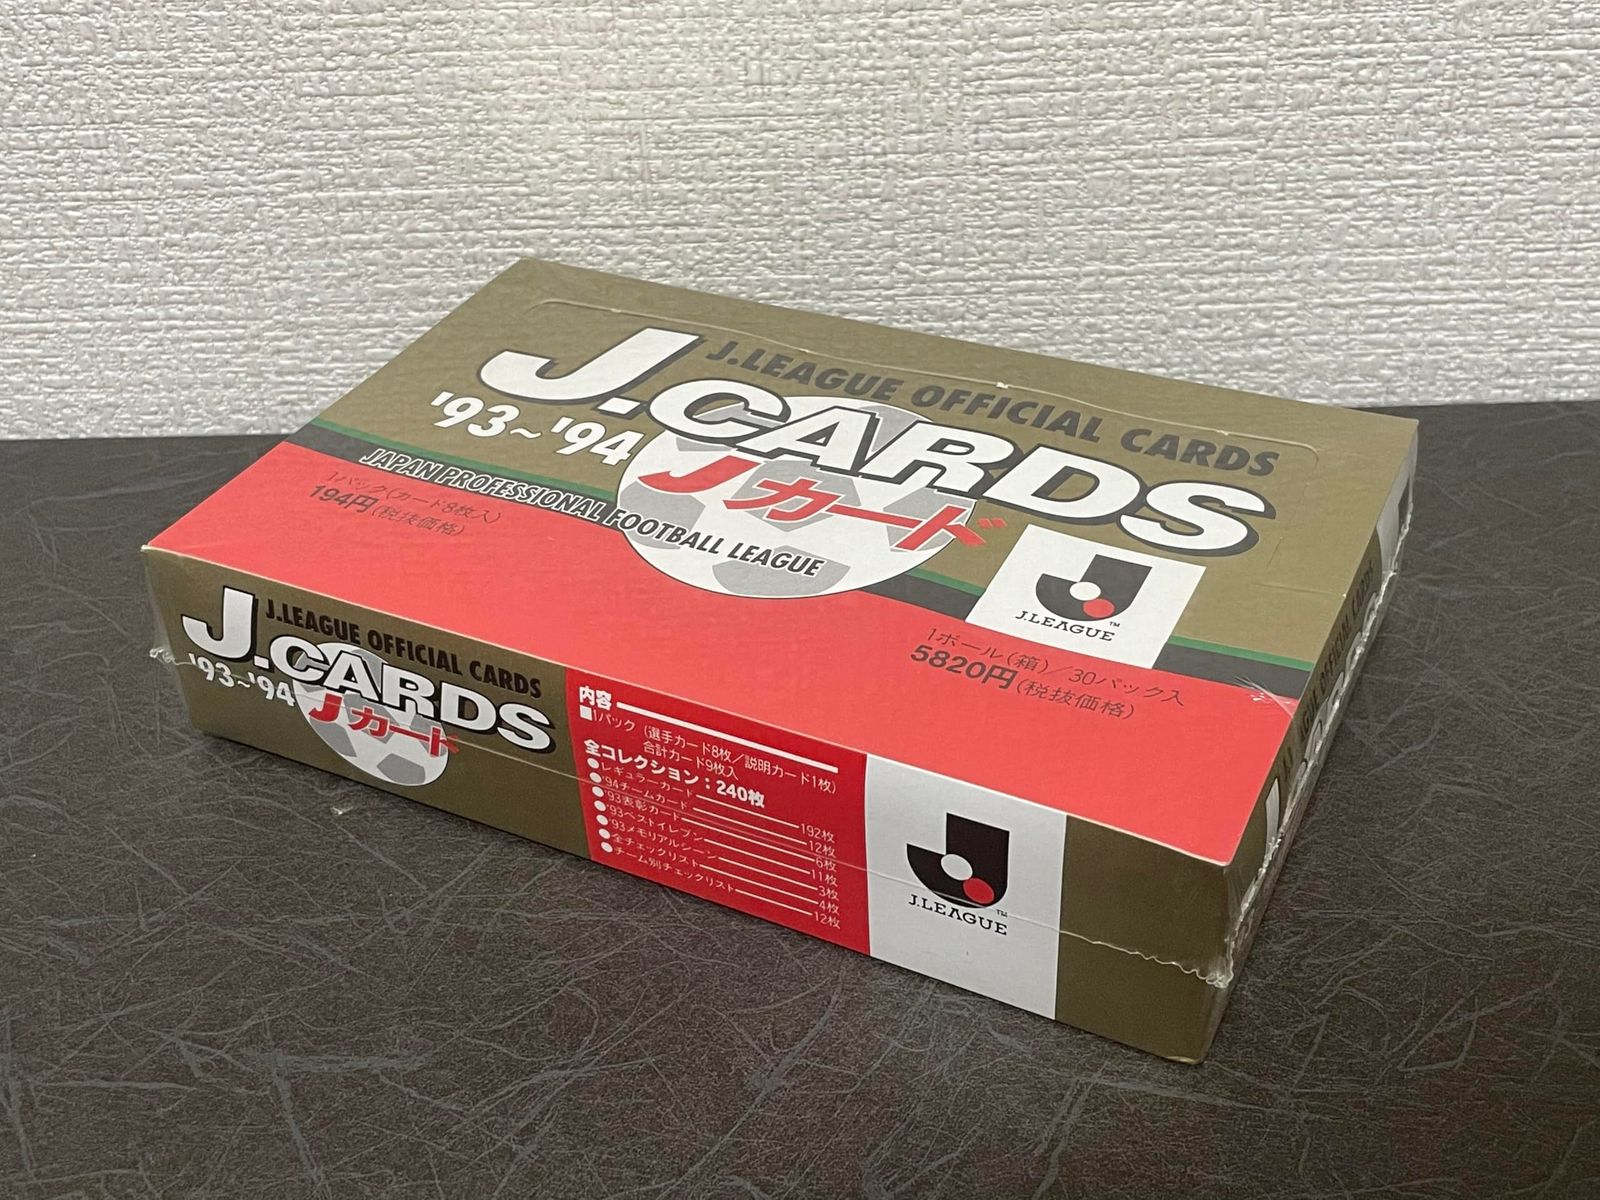 J.LEAGUE OFFICIAL CARDS
J.CARDS
'93~'94
Jカード
JAPAN PROFESSIONAL FOOTBALL LEAGUE
1パック(カード8枚入)
194円(税抜価格)
J.LEAGUE™
1ボール(箱)/30パック入
5820円(税抜価格)
J.LEAGUE OFFICIAL CARDS
J.CARDS
'93~'94
Jカード
内容
■1パック (選手カード8枚/説明カード1枚)
合計カード9枚入
全コレクション:240枚
●レギュラーカード 192枚
●'94チームカード 12枚
●'93表彰カード 6枚
●'93ベストイレブン 11枚
●'93メモリアルシーン 3枚
●全チェックリスト 4枚
●チーム別チェックリスト 12枚
J.LEAGUE™
LEAGUE OFFICIAL CARDS